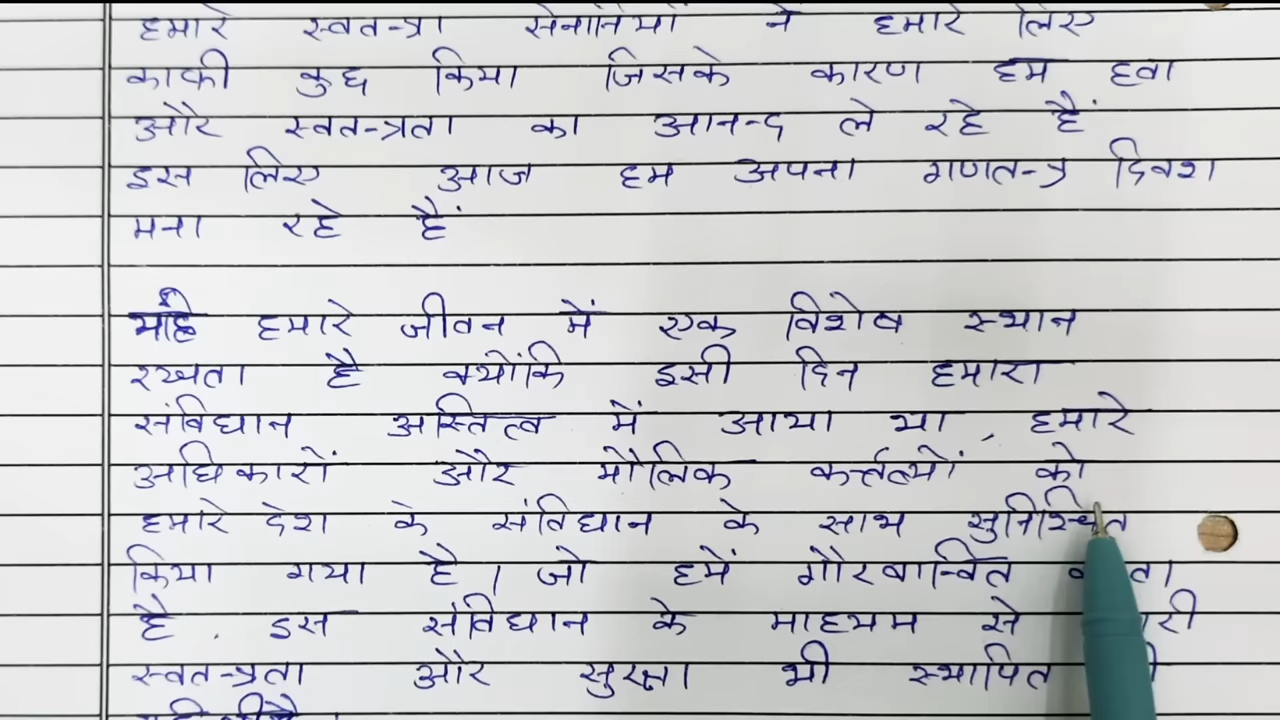 हमारे स्वतन्त्रा सेनानियों ने हमारे लिए
काफी कुछ किया जिसके कारण हम हवा
और स्वतन्त्रता का आनन्द ले रहे हैं
इस लिए आज हम अपना गणतन्त्र दिवश
मना रहे हैं
हमारे जीवन में एक विशेष स्थान
रखता है क्योंकि इसी दिन हमारा
संविधान अस्तित्व में आया था, हमारे
अधिकारों और मौलिक कर्त्तव्यों को
हमारे देश के संविधान के साथ सुनिश्चित
किया गया है, जो हमें गौरवान्वित
है. इस संविधान के माध्यम से
स्वतन्त्रता और सुरक्षा भी स्थापित